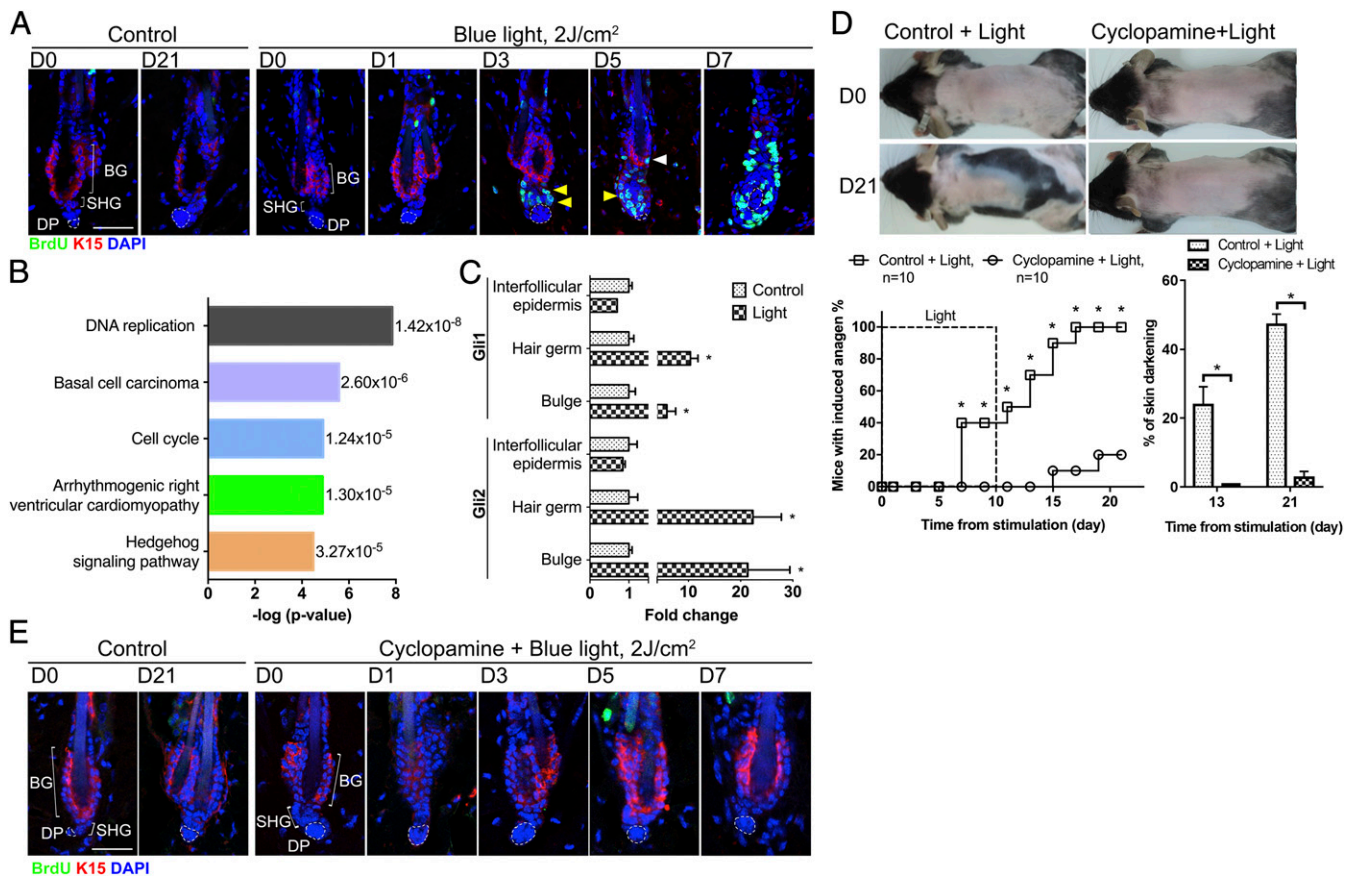 A
Control
Blue light, 2J/cm²
D0
D21
D0
D1
D3
D5
D7
BG
SHG
DP
BG
SHG
DP
BrdU K15 DAPI
B
DNA replication
1.42x10⁻⁸
Basal cell carcinoma
2.60x10⁻⁶
Cell cycle
1.24x10⁻⁵
Arrhythmogenic right
ventricular cardiomyopathy
1.30x10⁻⁵
Hedgehog
signaling pathway
3.27x10⁻⁵
0 2 4 6 8
-log (p-value)
C
Control
Light
Gli1
Interfollicular
epidermis
Hair germ
*
Bulge
*
Gli2
Interfollicular
epidermis
Hair germ
*
Bulge
*
0 1 10 20 30
Fold change
D
Control + Light
Cyclopamine+Light
D0
D21
Control + Light,
n=10
Cyclopamine + Light,
n=10
Mice with induced anagen %
100
80
60
40
20
0
Light
* * * * * * * *
0 5 10 15 20
Time from stimulation (day)
Control + Light
Cyclopamine + Light
% of skin darkening
60
40
20
0
*
*
13 21
Time from stimulation (day)
E
Control
Cyclopamine + Blue light, 2J/cm²
D0
D21
D0
D1
D3
D5
D7
BG
DP
SHG
BG
SHG
DP
BrdU K15 DAPI